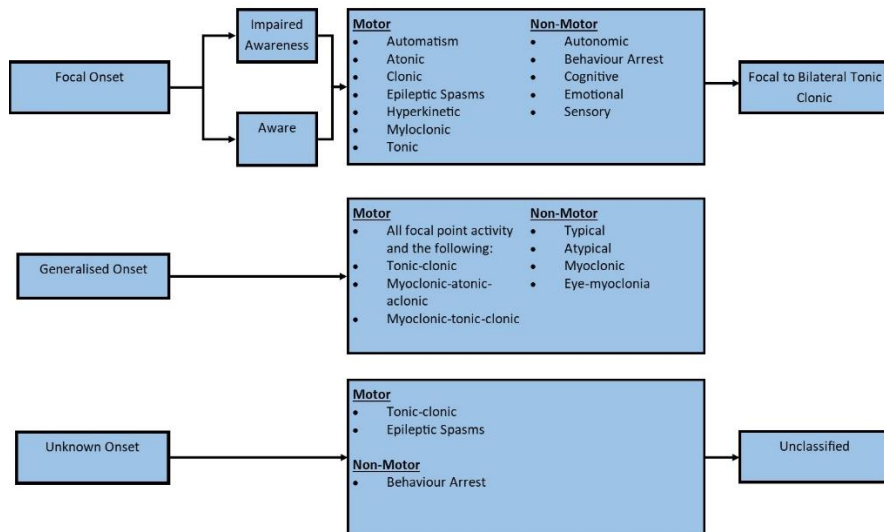 Focal Onset
Impaired
Awareness
Aware
Motor
Automatism
Atonic
Clonic
Epileptic Spasms
Hyperkinetic
Myloclonic
Tonic
Non-Motor
Autonomic
Behaviour Arrest
Cognitive
Emotional
Sensory
Focal to Bilateral Tonic
Clonic
Generalised Onset
Motor
All focal point activity
and the following:
Tonic-clonic
Myoclonic-atonic-
aclonic
Myoclonic-tonic-clonic
Non-Motor
Typical
Atypical
Myoclonic
Eye-myoclonia
Unknown Onset
Motor
Tonic-clonic
Epileptic Spasms
Non-Motor
Behaviour Arrest
Unclassified